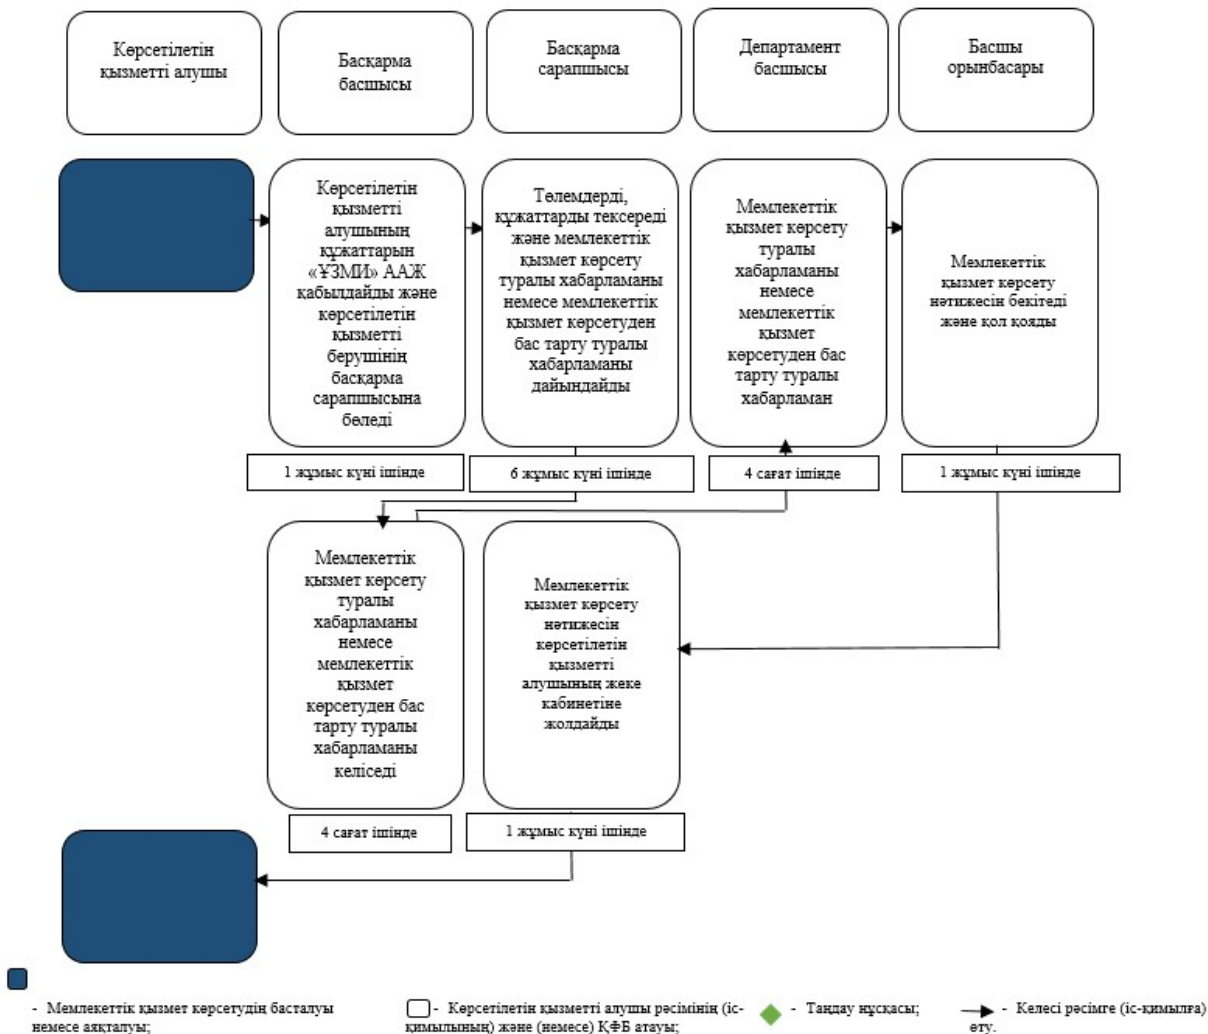 Көрсетілетін
қызметті алушы
Басқарма
басшысы
Басқарма
сарапшысы
Департамент
басшысы
Басшы
орынбасары
Көрсетілетін
қызметті
алушының
құжаттарын
«ҰЗМИ» ААЖ
қабылдайды және
көрсетілетін
қызметті
берушінің
басқарма
сарапшысына
бөледі
Төлемдерді,
құжаттарды тексереді
және мемлекеттік
қызмет көрсету
туралы хабарламаны
немесе мемлекеттік
қызмет көрсетуден
бас тарту туралы
хабарламаны
дайындайды
Мемлекеттік
қызмет көрсету
туралы
хабарламаны
немесе
мемлекеттік
қызмет
көрсетуден бас
тарту туралы
хабарламан
Мемлекеттік
қызмет көрсету
нәтижесін бекітеді
және қол қояды
1 жұмыс күні ішінде
6 жұмыс күні ішінде
4 сағат ішінде
1 жұмыс күні ішінде
Мемлекеттік
қызмет көрсету
туралы
хабарламаны
немесе
мемлекеттік
қызмет
көрсетуден бас
тарту туралы
хабарламаны
келіседі
Мемлекеттік
қызмет көрсету
нәтижесін
көрсетілетін
қызметті
алушының жеке
кабинетіне
жолдайды
4 сағат ішінде
1 жұмыс күні ішінде
- Мемлекеттік қызмет көрсетудің басталуы
немесе аяқталуы;
- Көрсетілетін қызметті алушы рәсімінің (іс-
қимылының) және (немесе) ҚФБ атауы;
- Таңдау нұсқасы;
- Келесі рәсімге (іс-қимылға)
өту.